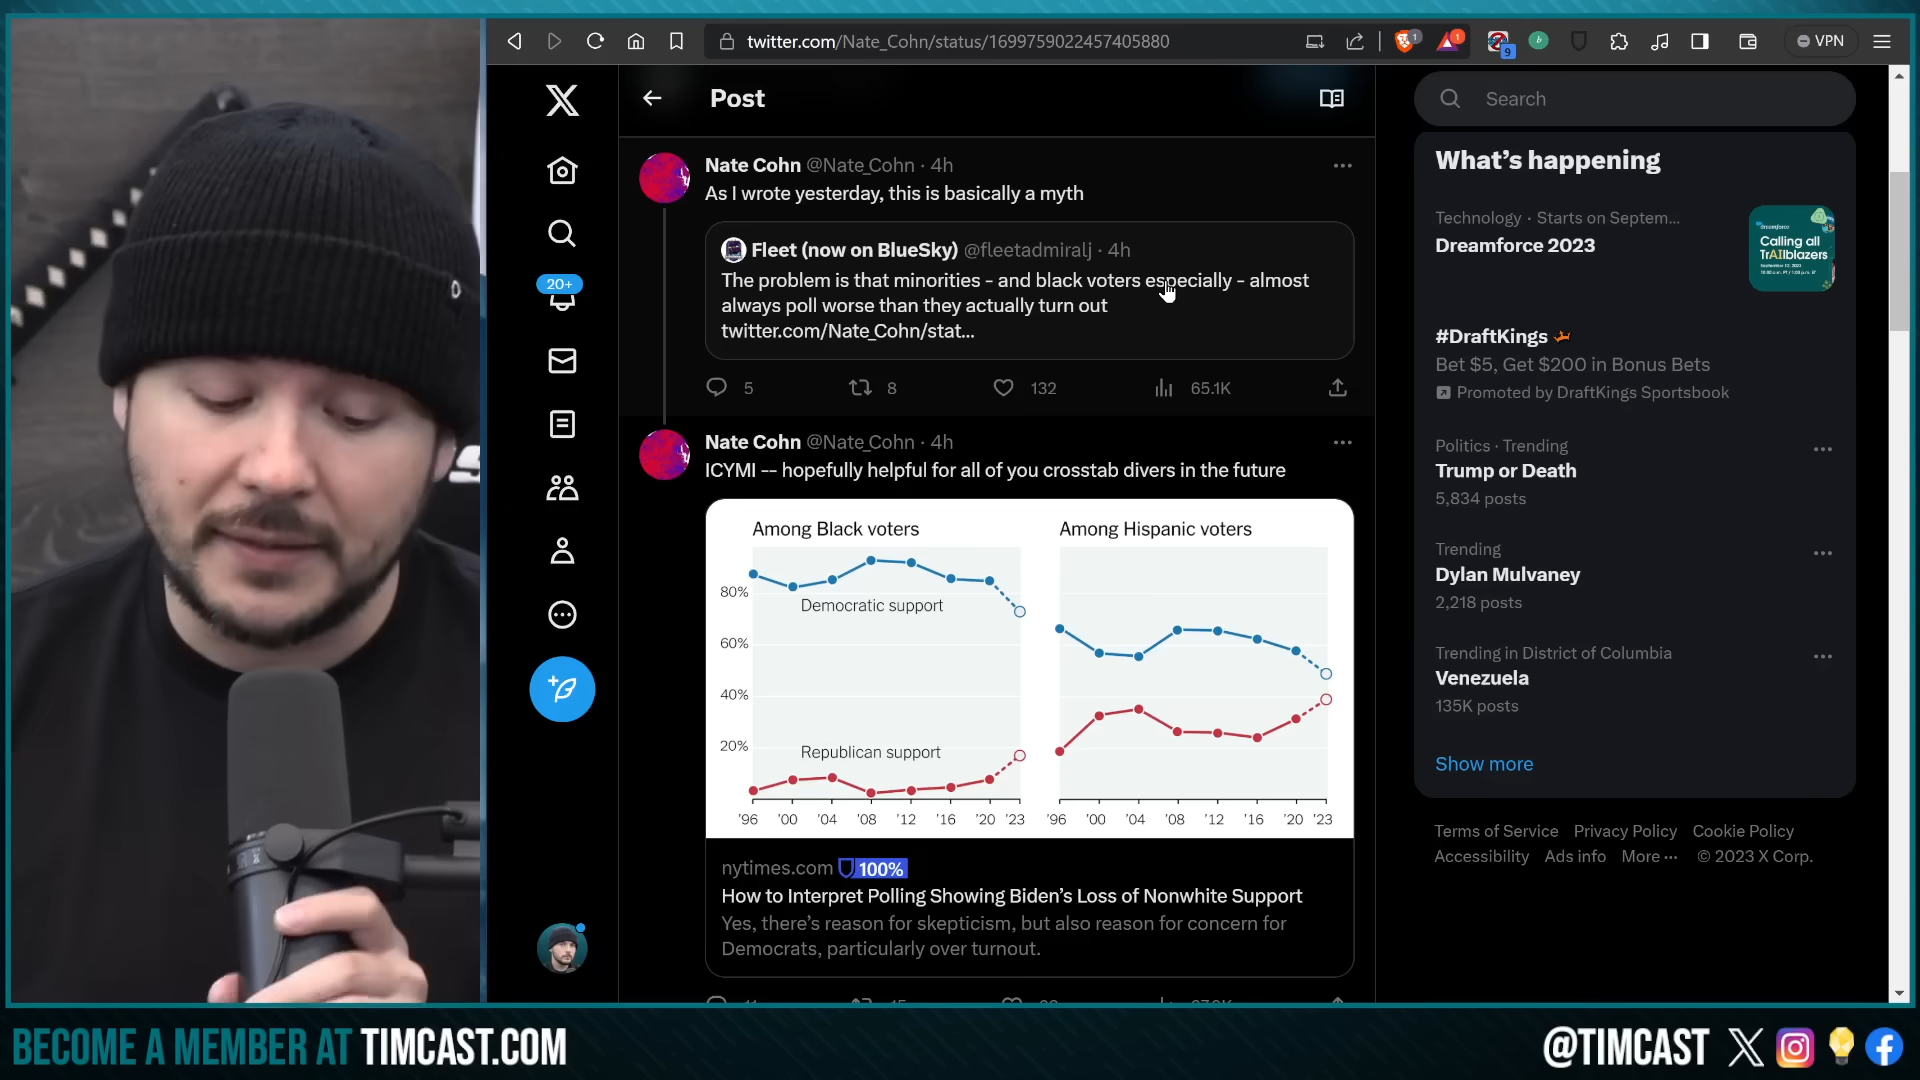 twitter.com/Nate_Cohn/status/1699759022457405880
1
1
9
VPN
Post
Search
20+
Nate Cohn @Nate_Cohn · 4h
As I wrote yesterday, this is basically a myth
Fleet (now on BlueSky) @fleetadmiralj · 4h
The problem is that minorities - and black voters especially - almost
always poll worse than they actually turn out
twitter.com/Nate_Cohn/stat...
5 8 132 65.1K
Nate Cohn @Nate_Cohn · 4h
ICYMI -- hopefully helpful for all of you crosstab divers in the future
Among Black voters
80%
60%
40%
20%
Democratic support
Republican support
'96 '00 '04 '08 '12 '16 '20 '23
Among Hispanic voters
'96 '00 '04 '08 '12 '16 '20 '23
nytimes.com 100%
How to Interpret Polling Showing Biden's Loss of Nonwhite Support
Yes, there's reason for skepticism, but also reason for concern for
Democrats, particularly over turnout.
What's happening
Technology · Starts on Septem...
Dreamforce 2023
Calling all
TrAIlblazers
#DraftKings
Bet $5, Get $200 in Bonus Bets
Promoted by DraftKings Sportsbook
Politics · Trending
Trump or Death
5,834 posts
Trending
Dylan Mulvaney
2,218 posts
Trending in District of Columbia
Venezuela
135K posts
Show more
Terms of Service Privacy Policy Cookie Policy
Accessibility Ads info More ··· © 2023 X Corp.
BECOME A MEMBER AT TIMCAST.COM
@TIMCAST